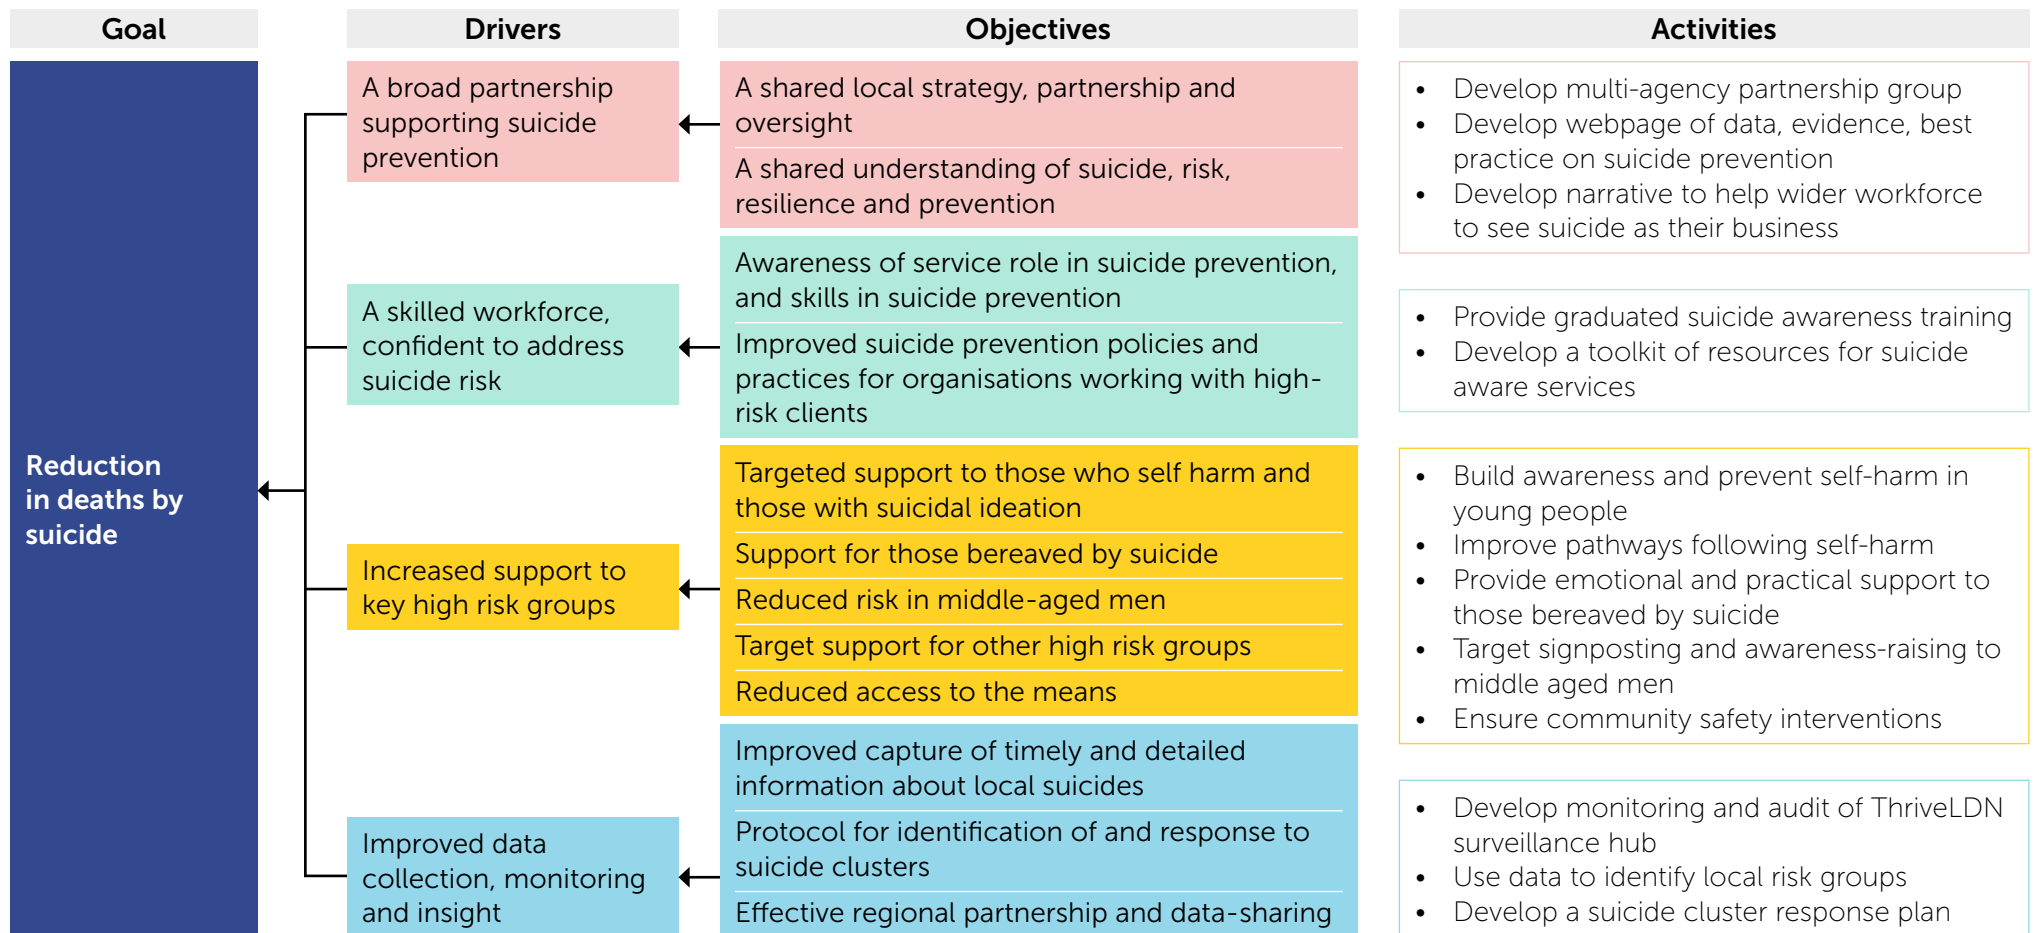 Goal
Drivers
Objectives
Activities
Reduction
in deaths by
suicide
A broad partnership
supporting suicide
prevention
A shared local strategy, partnership and
oversight
A shared understanding of suicide, risk,
resilience and prevention
• Develop multi-agency partnership group
• Develop webpage of data, evidence, best
practice on suicide prevention
• Develop narrative to help wider workforce
to see suicide as their business
A skilled workforce,
confident to address
suicide risk
Awareness of service role in suicide prevention,
and skills in suicide prevention
Improved suicide prevention policies and
practices for organisations working with high-
risk clients
• Provide graduated suicide awareness training
• Develop a toolkit of resources for suicide
aware services
Increased support to
key high risk groups
Targeted support to those who self harm and
those with suicidal ideation
Support for those bereaved by suicide
Reduced risk in middle-aged men
Target support for other high risk groups
Reduced access to the means
• Build awareness and prevent self-harm in
young people
• Improve pathways following self-harm
• Provide emotional and practical support to
those bereaved by suicide
• Target signposting and awareness-raising to
middle aged men
• Ensure community safety interventions
Improved data
collection, monitoring
and insight
Improved capture of timely and detailed
information about local suicides
Protocol for identification of and response to
suicide clusters
Effective regional partnership and data-sharing
• Develop monitoring and audit of ThriveLDN
surveillance hub
• Use data to identify local risk groups
• Develop a suicide cluster response plan